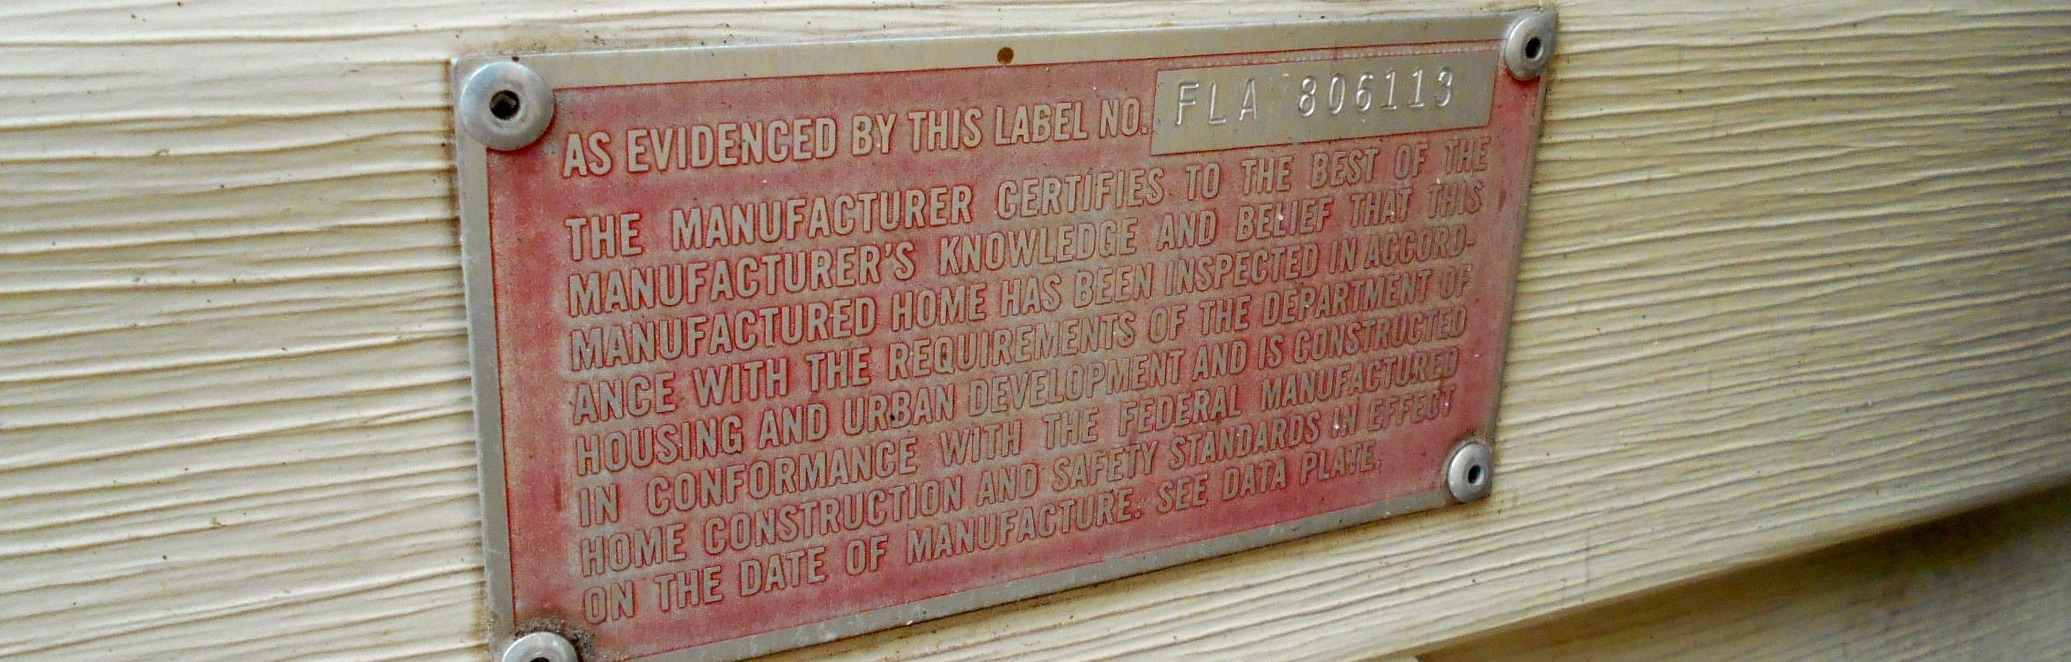 AS EVIDENCED BY THIS LABEL NO. FLA 806113
THE MANUFACTURER CERTIFIES TO THE BEST OF THE
MANUFACTURER'S KNOWLEDGE AND BELIEF THAT THIS
MANUFACTURED HOME HAS BEEN INSPECTED IN ACCORD-
ANCE WITH THE REQUIREMENTS OF THE DEPARTMENT OF
HOUSING AND URBAN DEVELOPMENT AND IS CONSTRUCTED
IN CONFORMANCE WITH THE FEDERAL MANUFACTURED
HOME CONSTRUCTION AND SAFETY STANDARDS IN EFFECT
ON THE DATE OF MANUFACTURE. SEE DATA PLATE.